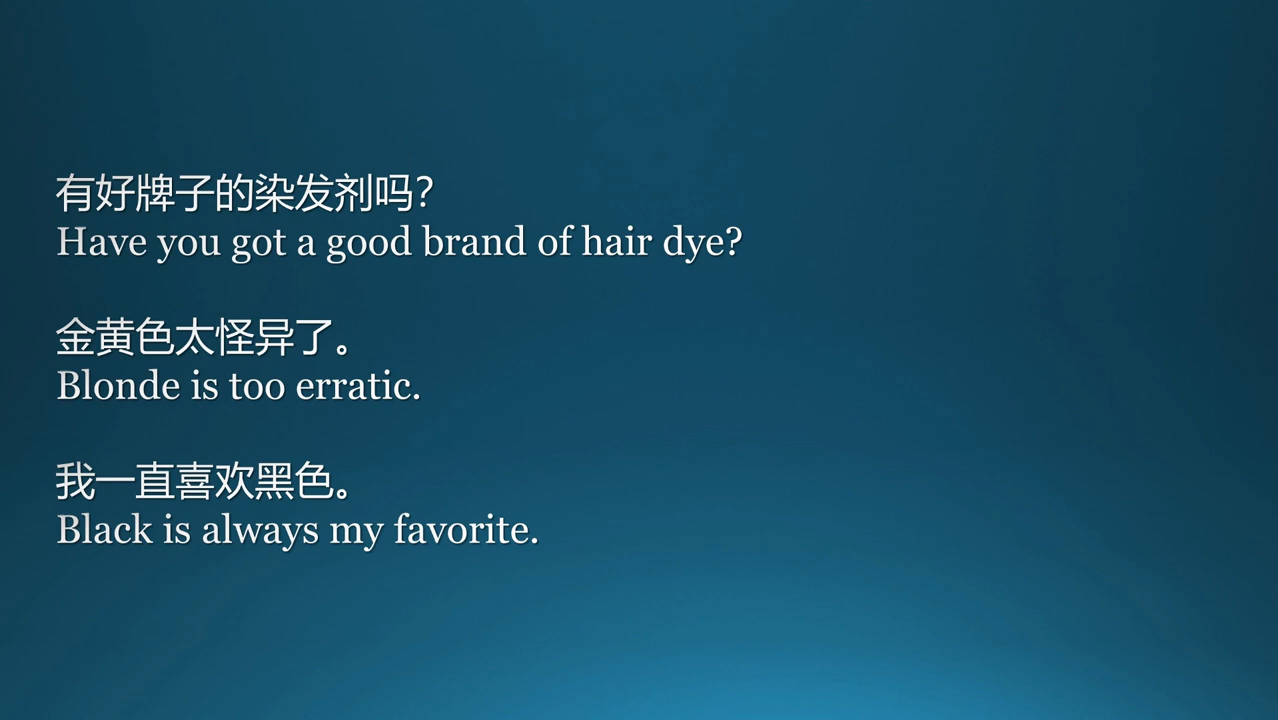 有好牌子的染发剂吗？
Have you got a good brand of hair dye?
金黄色太怪异了。
Blonde is too erratic.
我一直喜欢黑色。
Black is always my favorite.